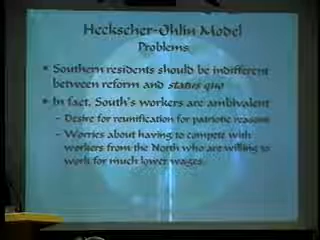 Heckscher-Ohlin Model
Problems
• Southern residents should be indifferent
between reform and status quo
• In fact, South's workers are ambivalent
– Desire for reunification for patriotic reasons
– Worries about having to compete with
workers from the North who are willing to
work for much lower wages.